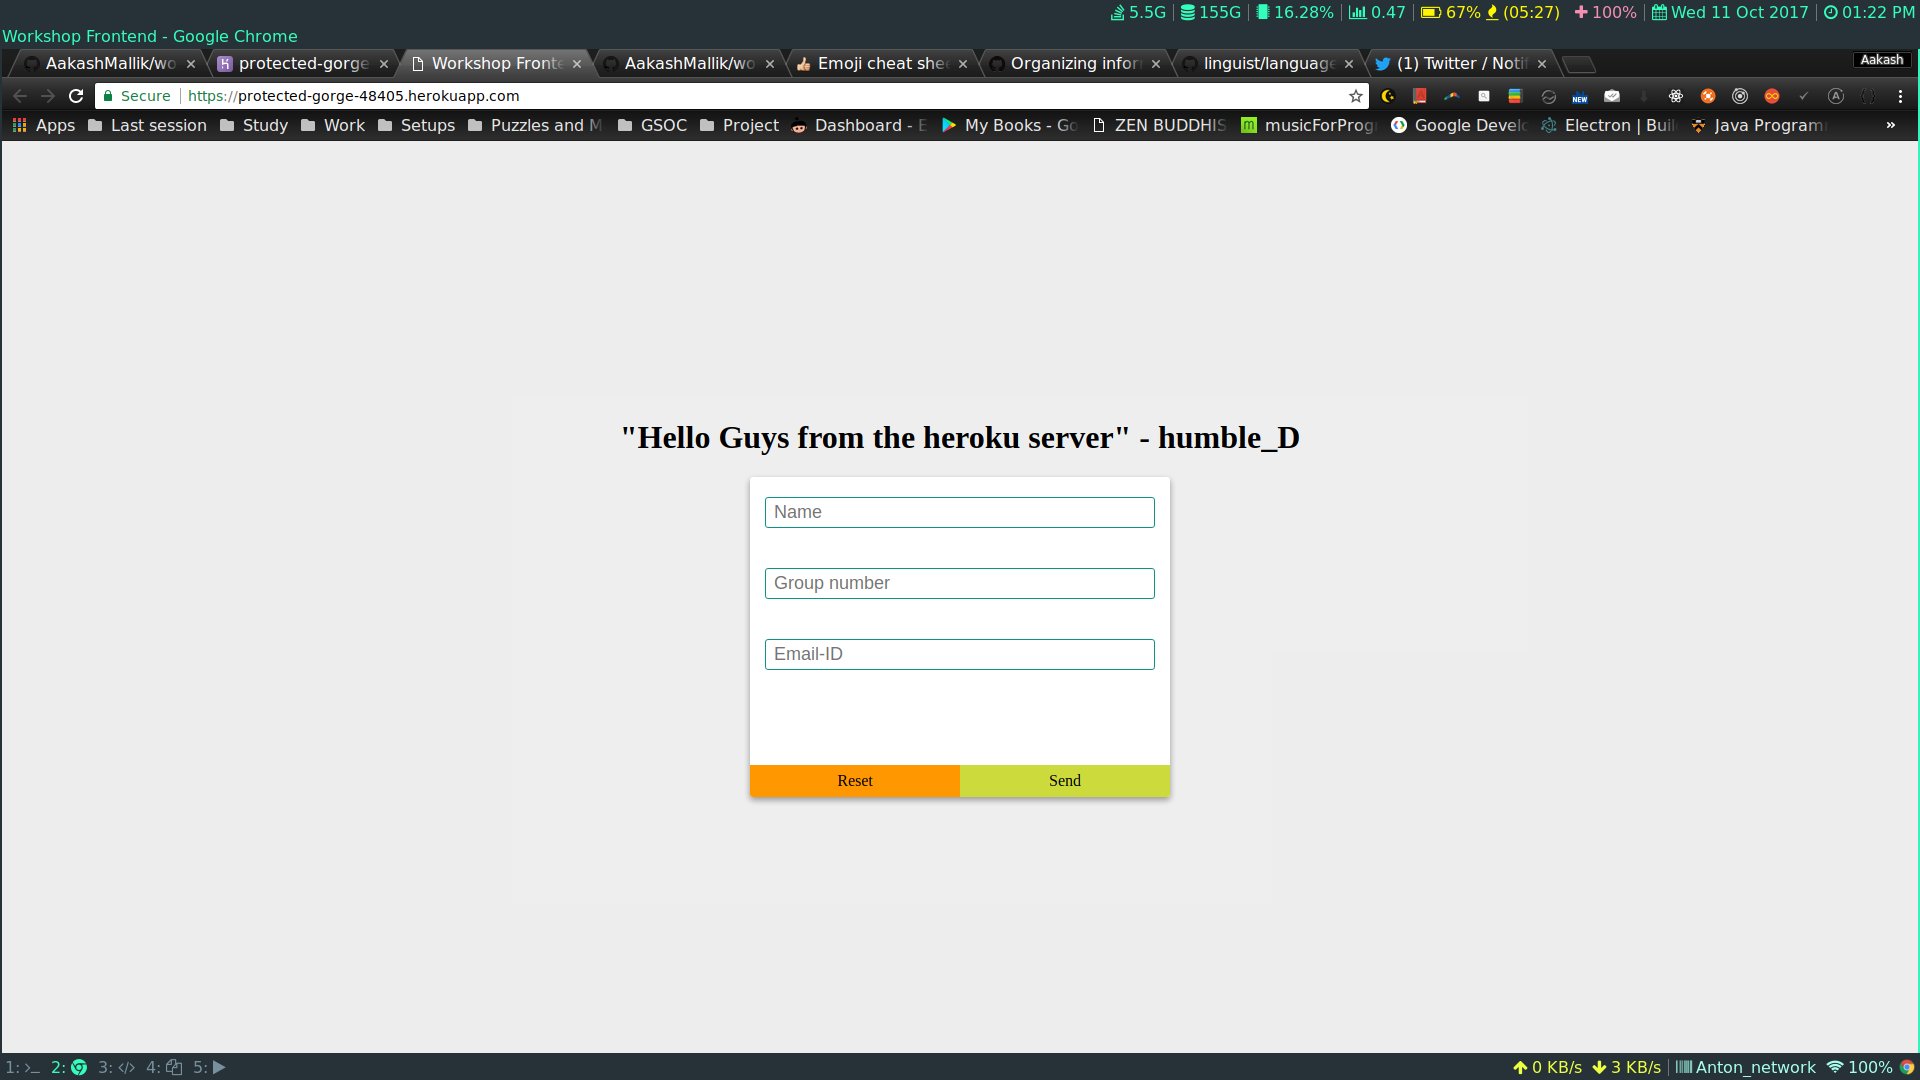 5.5G 155G 16.28% 0.47 67% (05:27) 100% Wed 11 Oct 2017 01:22 PM
Workshop Frontend - Google Chrome
AakashMallik/wo protected-gorge Workshop Fronte AakashMallik/wo Emoji cheat shee Organizing inforr linguist/language (1) Twitter / Notif Aakash
Secure https://protected-gorge-48405.herokuapp.com NEW
Apps Last session Study Work Setups Puzzles and M GSOC Project Dashboard - E My Books - Go ZEN BUDDHIS m musicForProg Google Develo Electron | Buil Java Program »
"Hello Guys from the heroku server" - humble_D
Name
Group number
Email-ID
Reset Send
1: 2: 3: 4: 5: 0 KB/s 3 KB/s Anton_network 100%